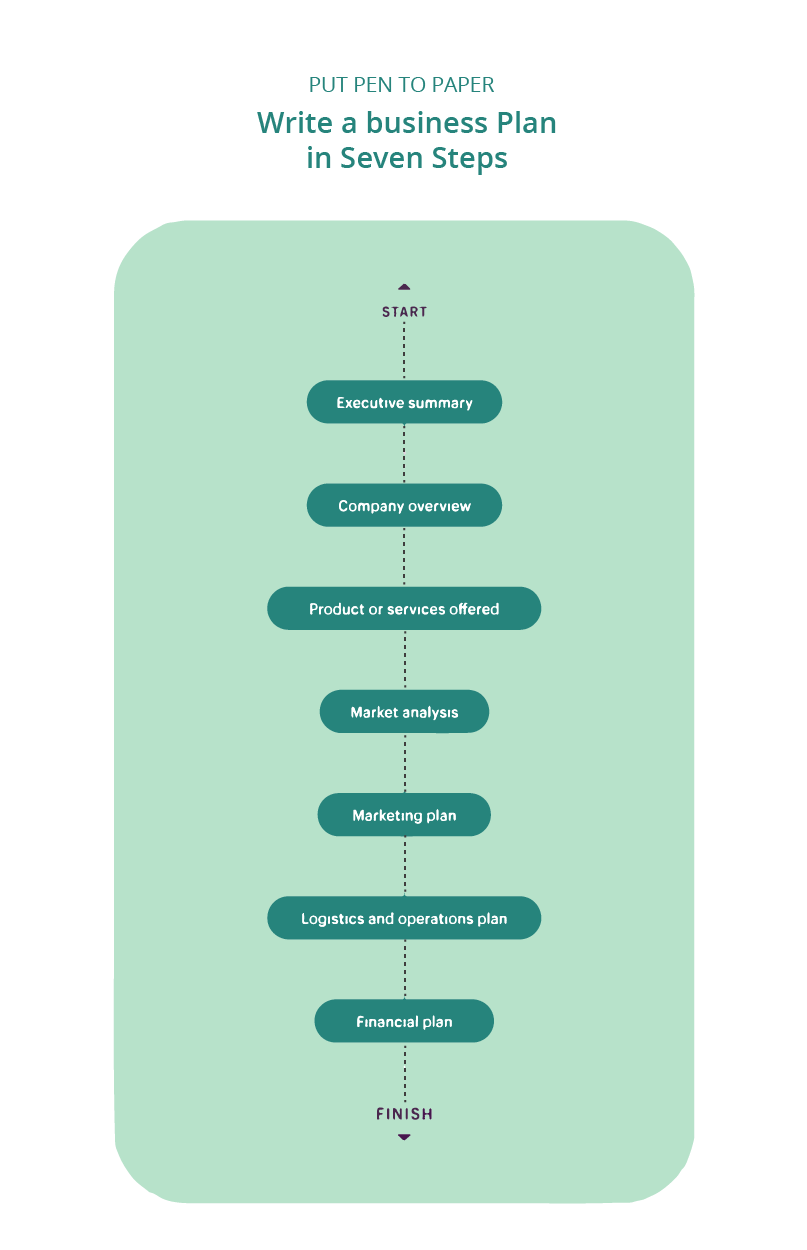 PUT PEN TO PAPER
Write a business Plan
in Seven Steps
START
Executive summary
Company overview
Product or services offered
Market analysis
Marketing plan
Logistics and operations plan
Financial plan
FINISH